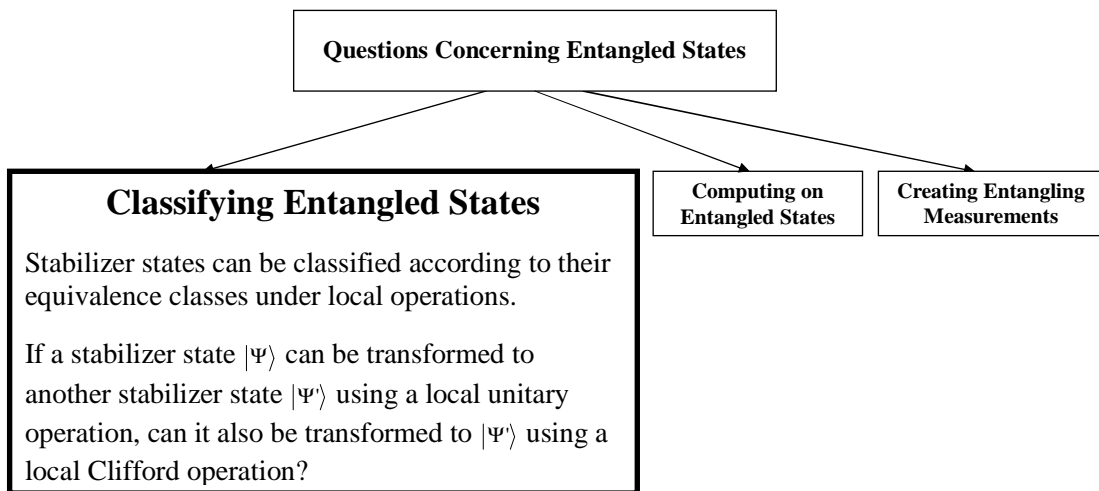 Questions Concerning Entangled States
Classifying Entangled States
Stabilizer states can be classified according to their
equivalence classes under local operations.
If a stabilizer state |Ψ⟩ can be transformed to
another stabilizer state |Ψ'⟩ using a local unitary
operation, can it also be transformed to |Ψ'⟩ using a
local Clifford operation?
Computing on
Entangled States
Creating Entangling
Measurements